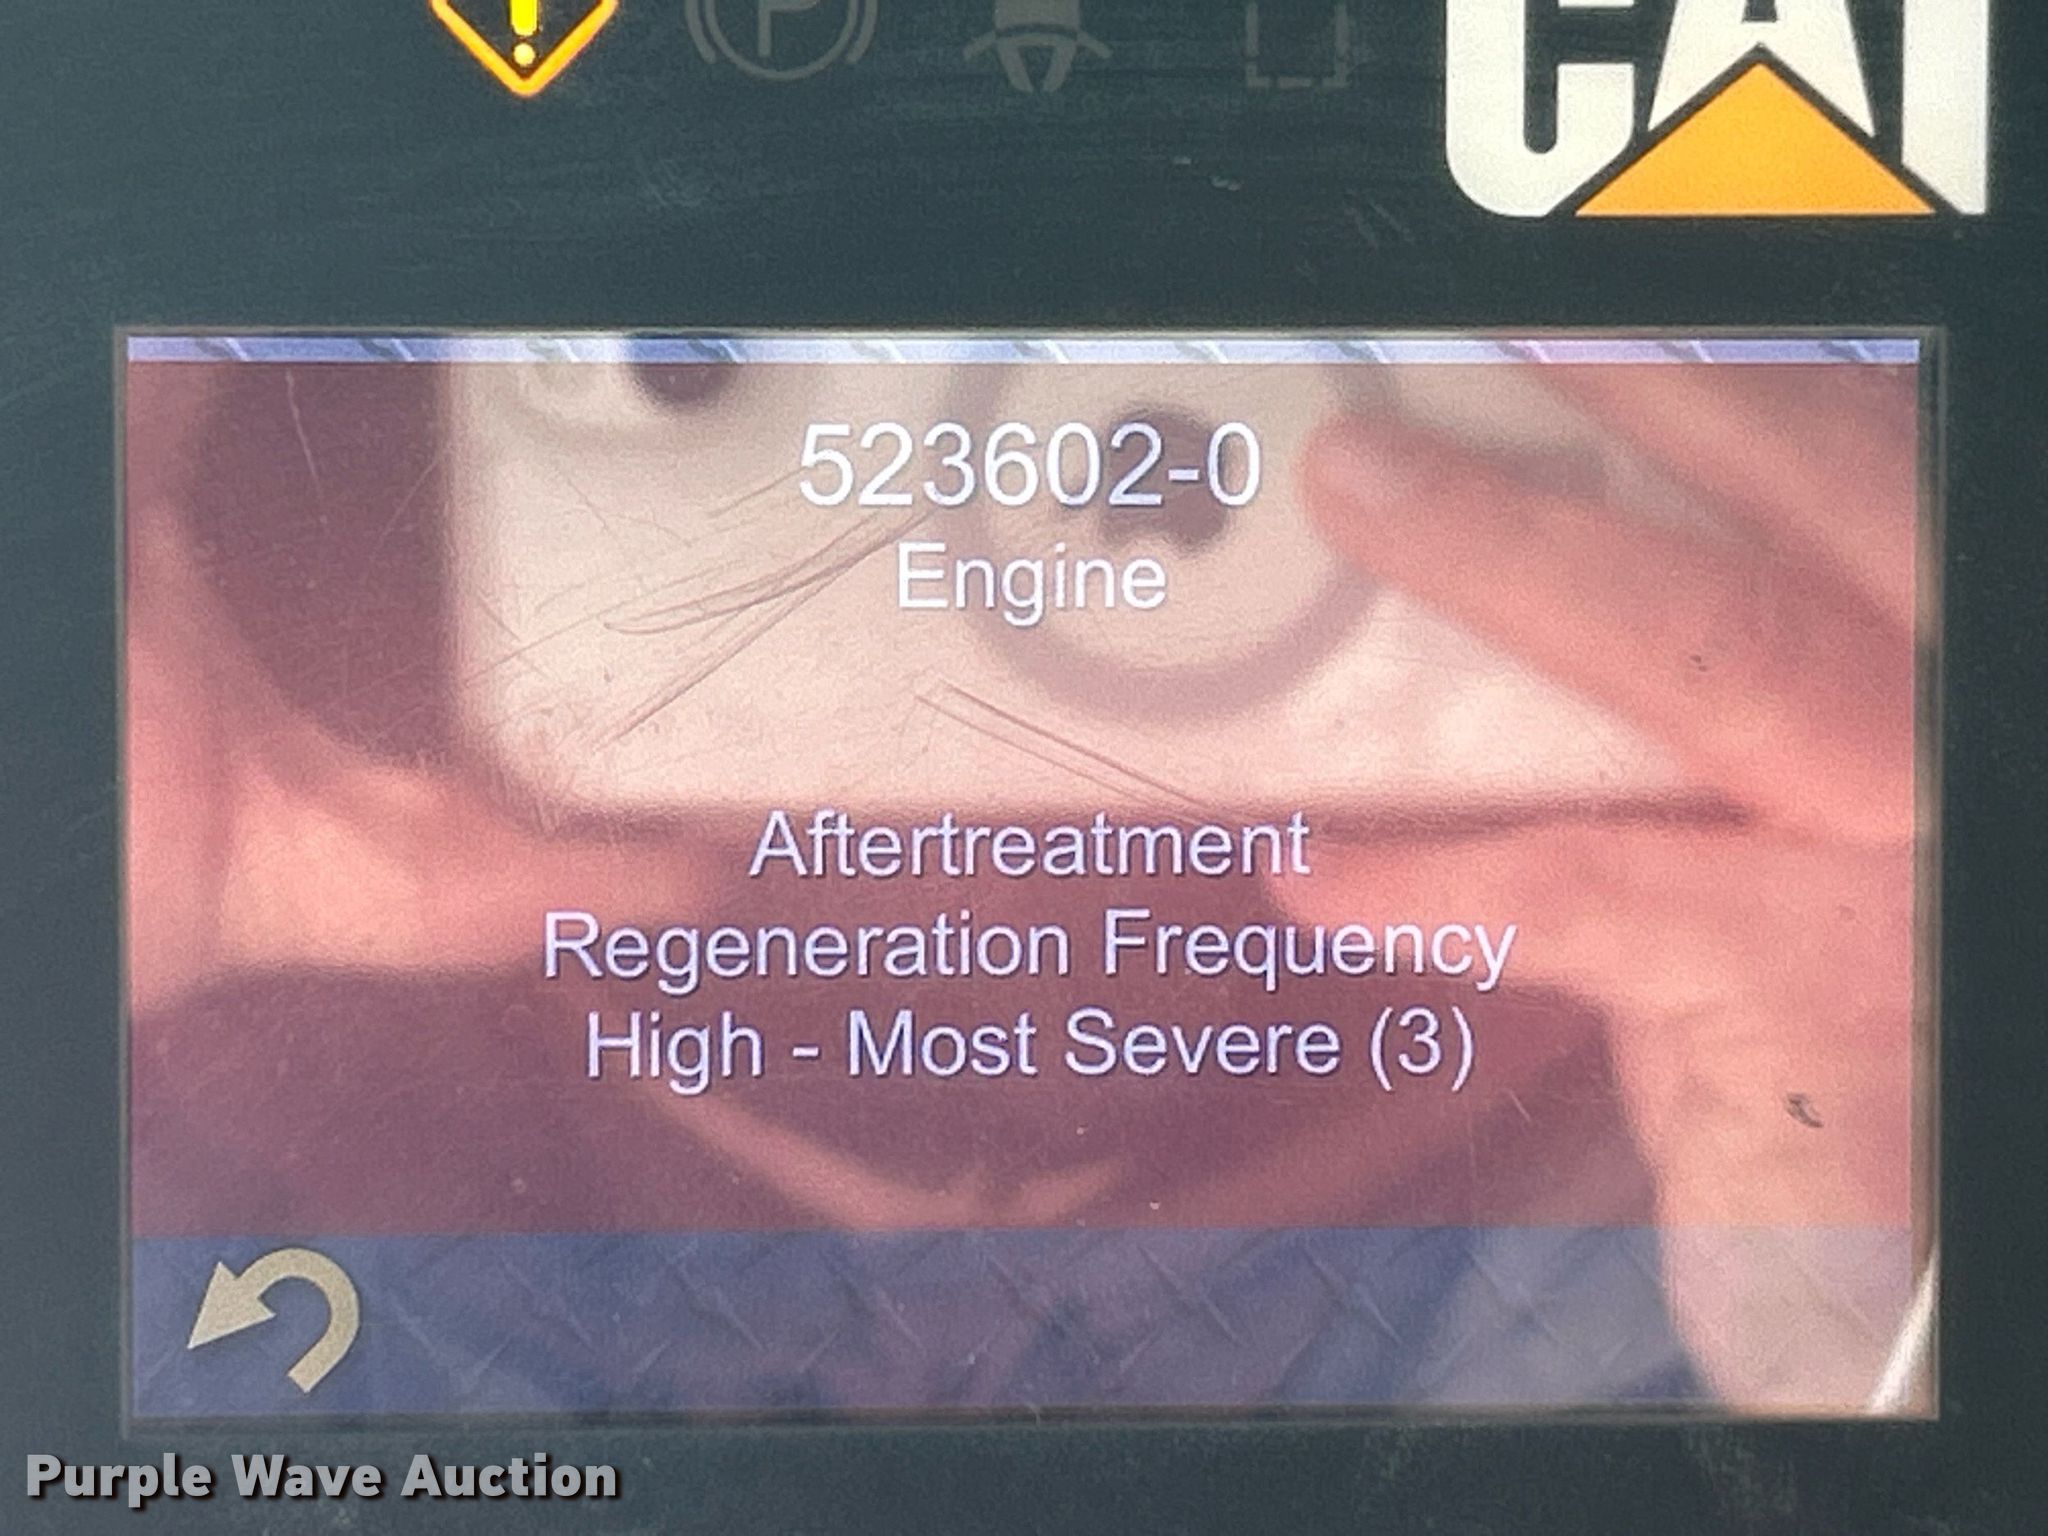 P
CAT
523602-0
Engine
Aftertreatment
Regeneration Frequency
High - Most Severe (3)
Purple Wave Auction